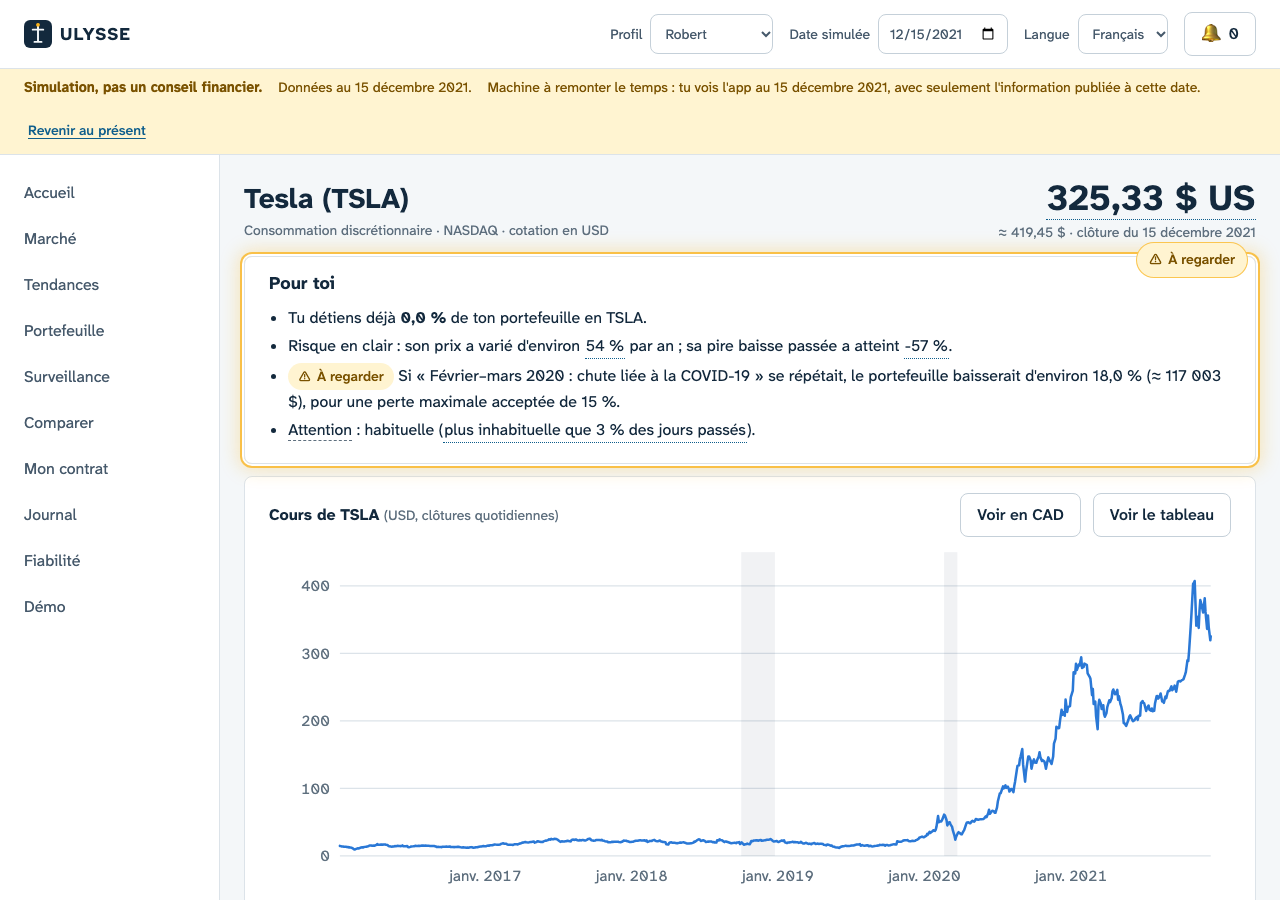 ULYSSE
Profil Robert Date simulée 12/15/2021 Langue Français 0
Simulation, pas un conseil financier. Données au 15 décembre 2021. Machine à remonter le temps : tu vois l'app au 15 décembre 2021, avec seulement l'information publiée à cette date.
Revenir au présent
Accueil
Marché
Tendances
Portefeuille
Surveillance
Comparer
Mon contrat
Journal
Fiabilité
Démo
Tesla (TSLA)
Consommation discrétionnaire · NASDAQ · cotation en USD
325,33 $ US
≈ 419,45 $ · clôture du 15 décembre 2021
À regarder
Pour toi
Tu détiens déjà 0,0 % de ton portefeuille en TSLA.
Risque en clair : son prix a varié d'environ 54 % par an ; sa pire baisse passée a atteint -57 %.
À regarder Si « Février–mars 2020 : chute liée à la COVID-19 » se répétait, le portefeuille baisserait d'environ 18,0 % (≈ 117 003
$), pour une perte maximale acceptée de 15 %.
Attention : habituelle (plus inhabituelle que 3 % des jours passés).
Cours de TSLA (USD, clôtures quotidiennes)
Voir en CAD
Voir le tableau
400
300
200
100
0
janv. 2017 janv. 2018 janv. 2019 janv. 2020 janv. 2021